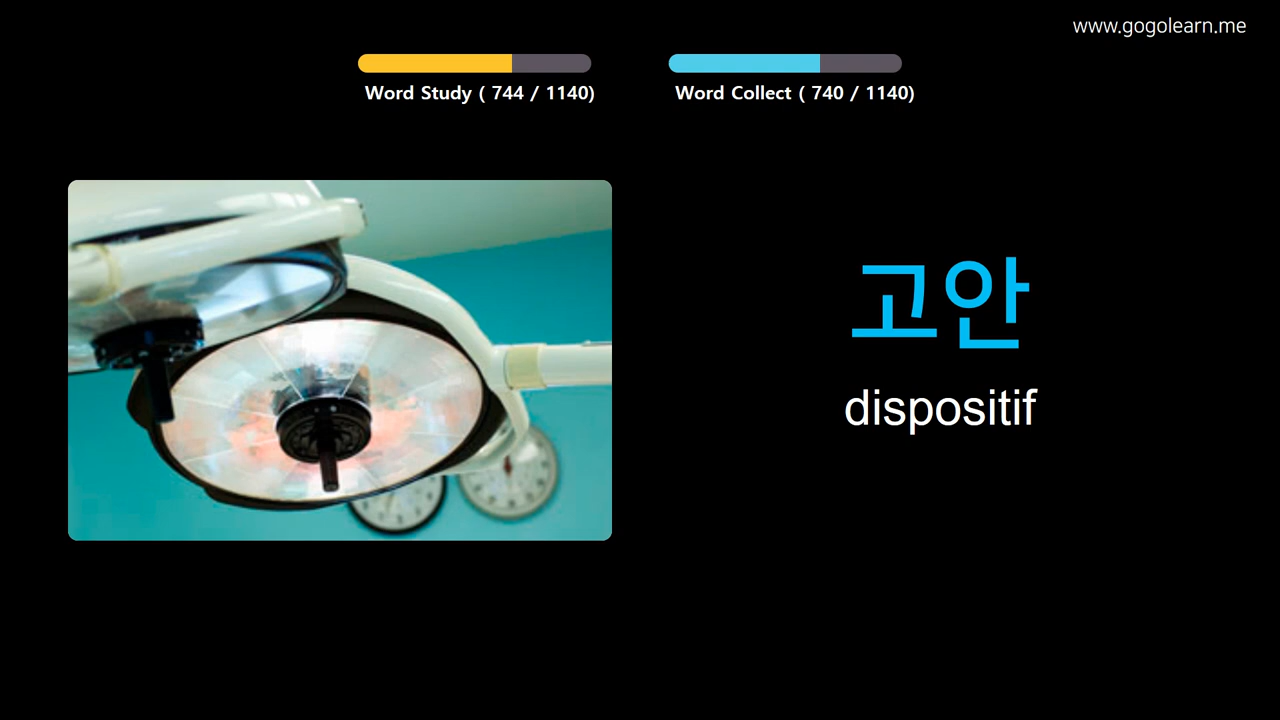 www.gogolearn.me
Word Study ( 744 / 1140)
Word Collect ( 740 / 1140)
고안
dispositif